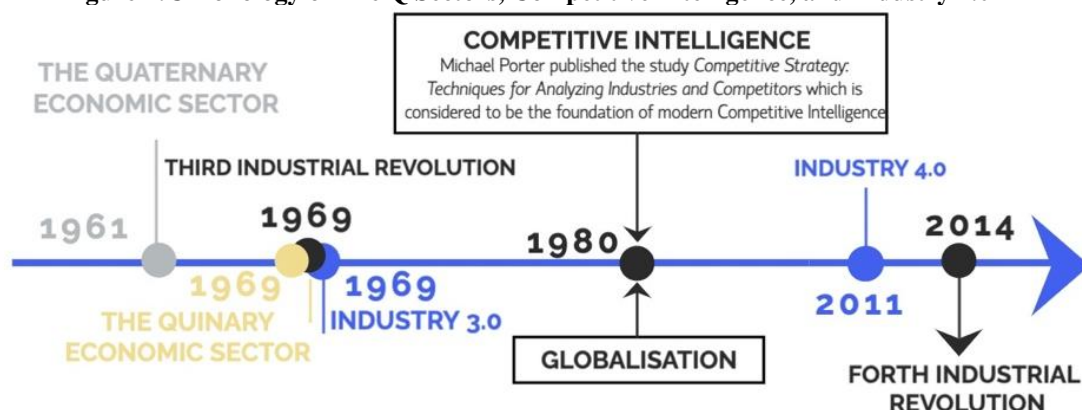 COMPETITIVE INTELLIGENCE
Michael Porter published the study Competitive Strategy:
Techniques for Analyzing Industries and Competitors which is
considered to be the foundation of modern Competitive Intelligence
THE QUATERNARY
ECONOMIC SECTOR
THIRD INDUSTRIAL REVOLUTION
INDUSTRY 4.0
1961
1969
1980
2014
1969
1969
2011
THE QUINARY
ECONOMIC SECTOR
INDUSTRY 3.0
GLOBALISATION
FORTH INDUSTRIAL
REVOLUTION